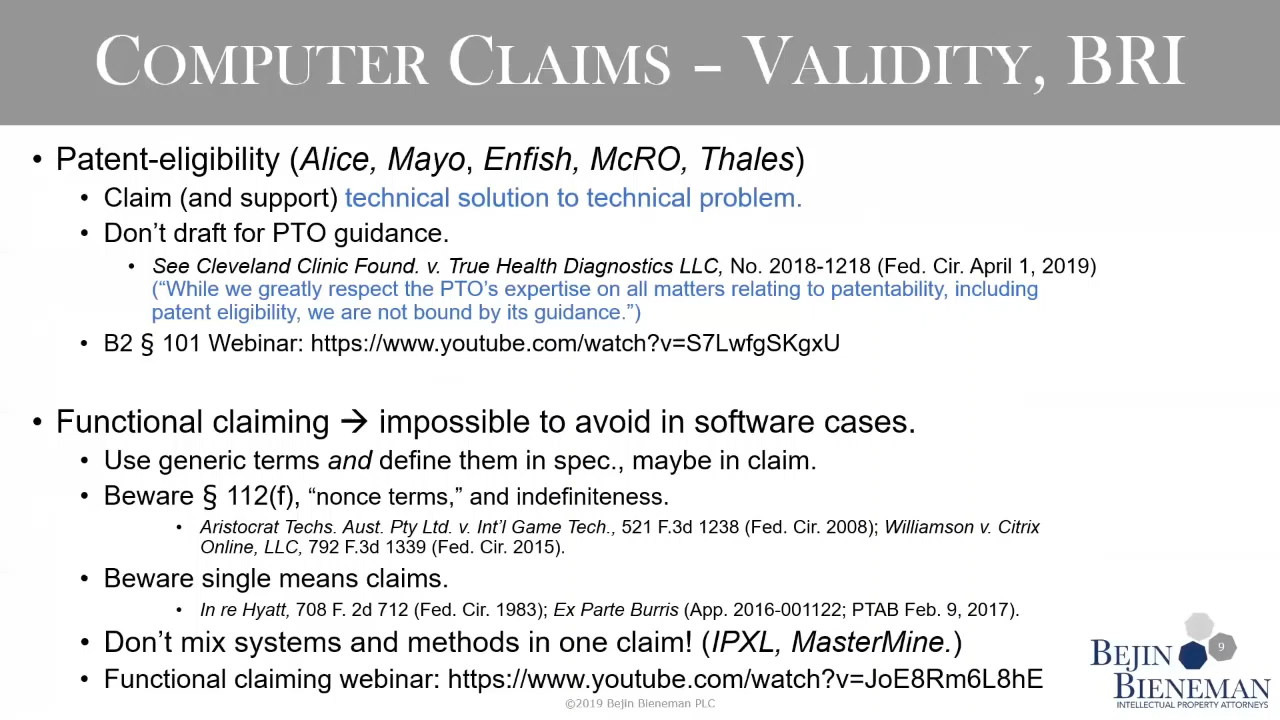 COMPUTER CLAIMS – VALIDITY, BRI
• Patent-eligibility (Alice, Mayo, Enfish, McRO, Thales)
• Claim (and support) technical solution to technical problem.
• Don’t draft for PTO guidance.
• See Cleveland Clinic Found. v. True Health Diagnostics LLC, No. 2018-1218 (Fed. Cir. April 1, 2019)
(“While we greatly respect the PTO’s expertise on all matters relating to patentability, including
patent eligibility, we are not bound by its guidance.”)
• B2 § 101 Webinar: https://www.youtube.com/watch?v=S7LwfgSKgxU
• Functional claiming → impossible to avoid in software cases.
• Use generic terms and define them in spec., maybe in claim.
• Beware § 112(f), “nonce terms,” and indefiniteness.
• Aristocrat Techs. Aust. Pty Ltd. v. Int’l Game Tech., 521 F.3d 1238 (Fed. Cir. 2008); Williamson v. Citrix
Online, LLC, 792 F.3d 1339 (Fed. Cir. 2015).
• Beware single means claims.
• In re Hyatt, 708 F. 2d 712 (Fed. Cir. 1983); Ex Parte Burris (App. 2016-001122; PTAB Feb. 9, 2017).
• Don’t mix systems and methods in one claim! (IPXL, MasterMine.)
• Functional claiming webinar: https://www.youtube.com/watch?v=JoE8Rm6L8hE
©2019 Bejin Bieneman PLC
9
BEJIN
BIENEMAN
INTELLECTUAL PROPERTY ATTORNEYS